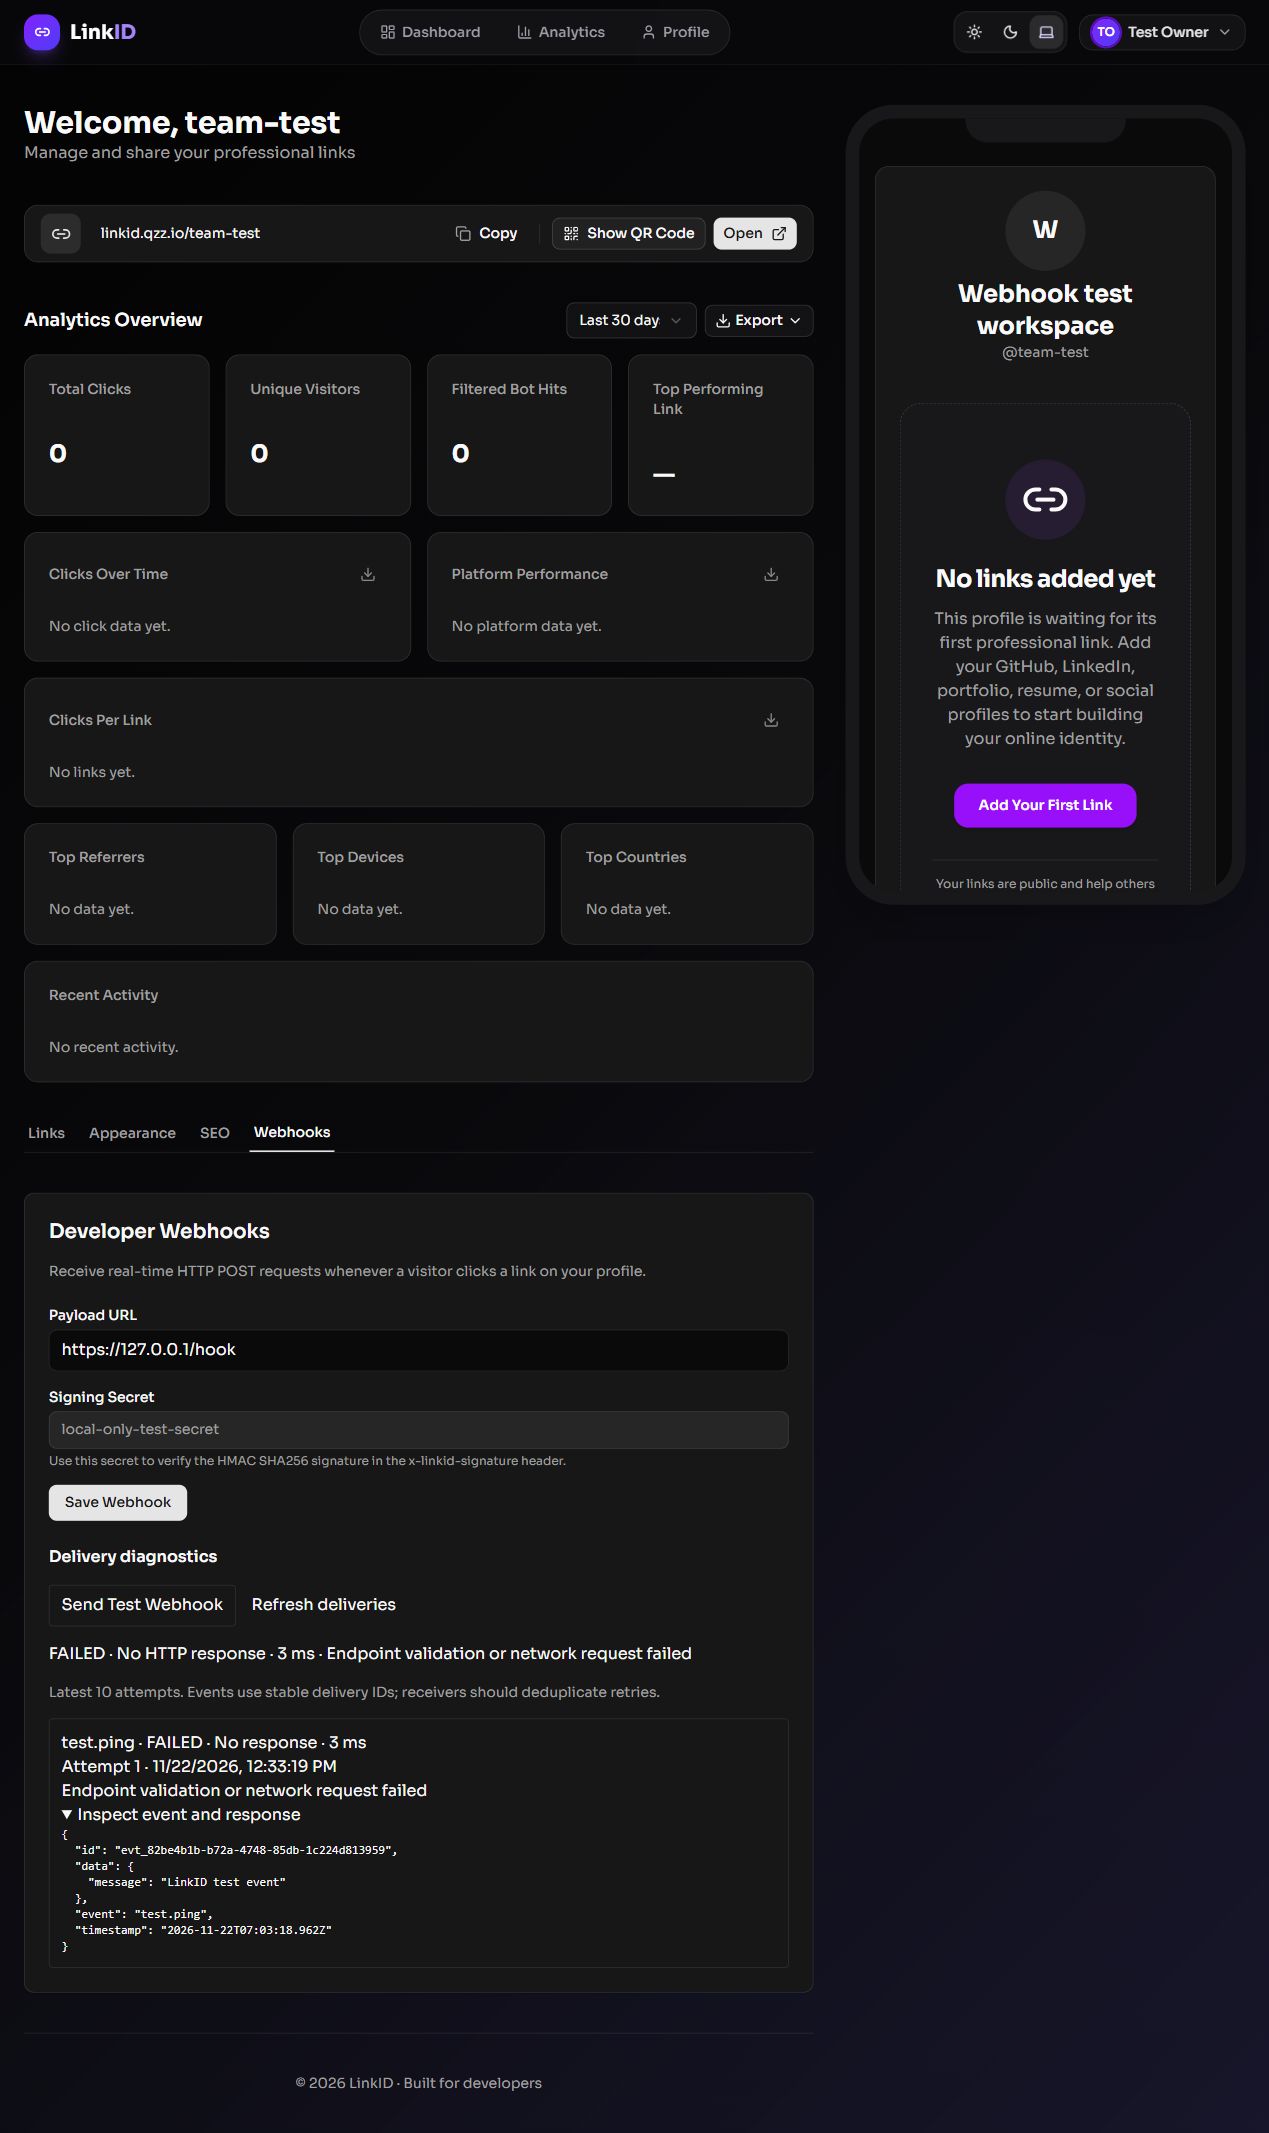 LinkID
Dashboard
Analytics
Profile
TO
Test Owner
Welcome, team-test
Manage and share your professional links
linkid.qzz.io/team-test
Copy
Show QR Code
Open
Analytics Overview
Last 30 day
Export
Total Clicks
0
Unique Visitors
0
Filtered Bot Hits
0
Top Performing
Link
—
Clicks Over Time
No click data yet.
Platform Performance
No platform data yet.
Clicks Per Link
No links yet.
Top Referrers
No data yet.
Top Devices
No data yet.
Top Countries
No data yet.
Recent Activity
No recent activity.
Links
Appearance
SEO
Webhooks
Developer Webhooks
Receive real-time HTTP POST requests whenever a visitor clicks a link on your profile.
Payload URL
https://127.0.0.1/hook
Signing Secret
local-only-test-secret
Use this secret to verify the HMAC SHA256 signature in the x-linkid-signature header.
Save Webhook
Delivery diagnostics
Send Test Webhook
Refresh deliveries
FAILED · No HTTP response · 3 ms · Endpoint validation or network request failed
Latest 10 attempts. Events use stable delivery IDs; receivers should deduplicate retries.
test.ping · FAILED · No response · 3 ms
Attempt 1 · 11/22/2026, 12:33:19 PM
Endpoint validation or network request failed
▼ Inspect event and response
{
"id": "evt_82be4b1b-b72a-4748-85db-1c224d813959",
"data": {
"message": "LinkID test event"
},
"event": "test.ping",
"timestamp": "2026-11-22T07:03:18.962Z"
}
© 2026 LinkID · Built for developers
W
Webhook test
workspace
@team-test
No links added yet
This profile is waiting for its
first professional link. Add
your GitHub, LinkedIn,
portfolio, resume, or social
profiles to start building
your online identity.
Add Your First Link
Your links are public and help others